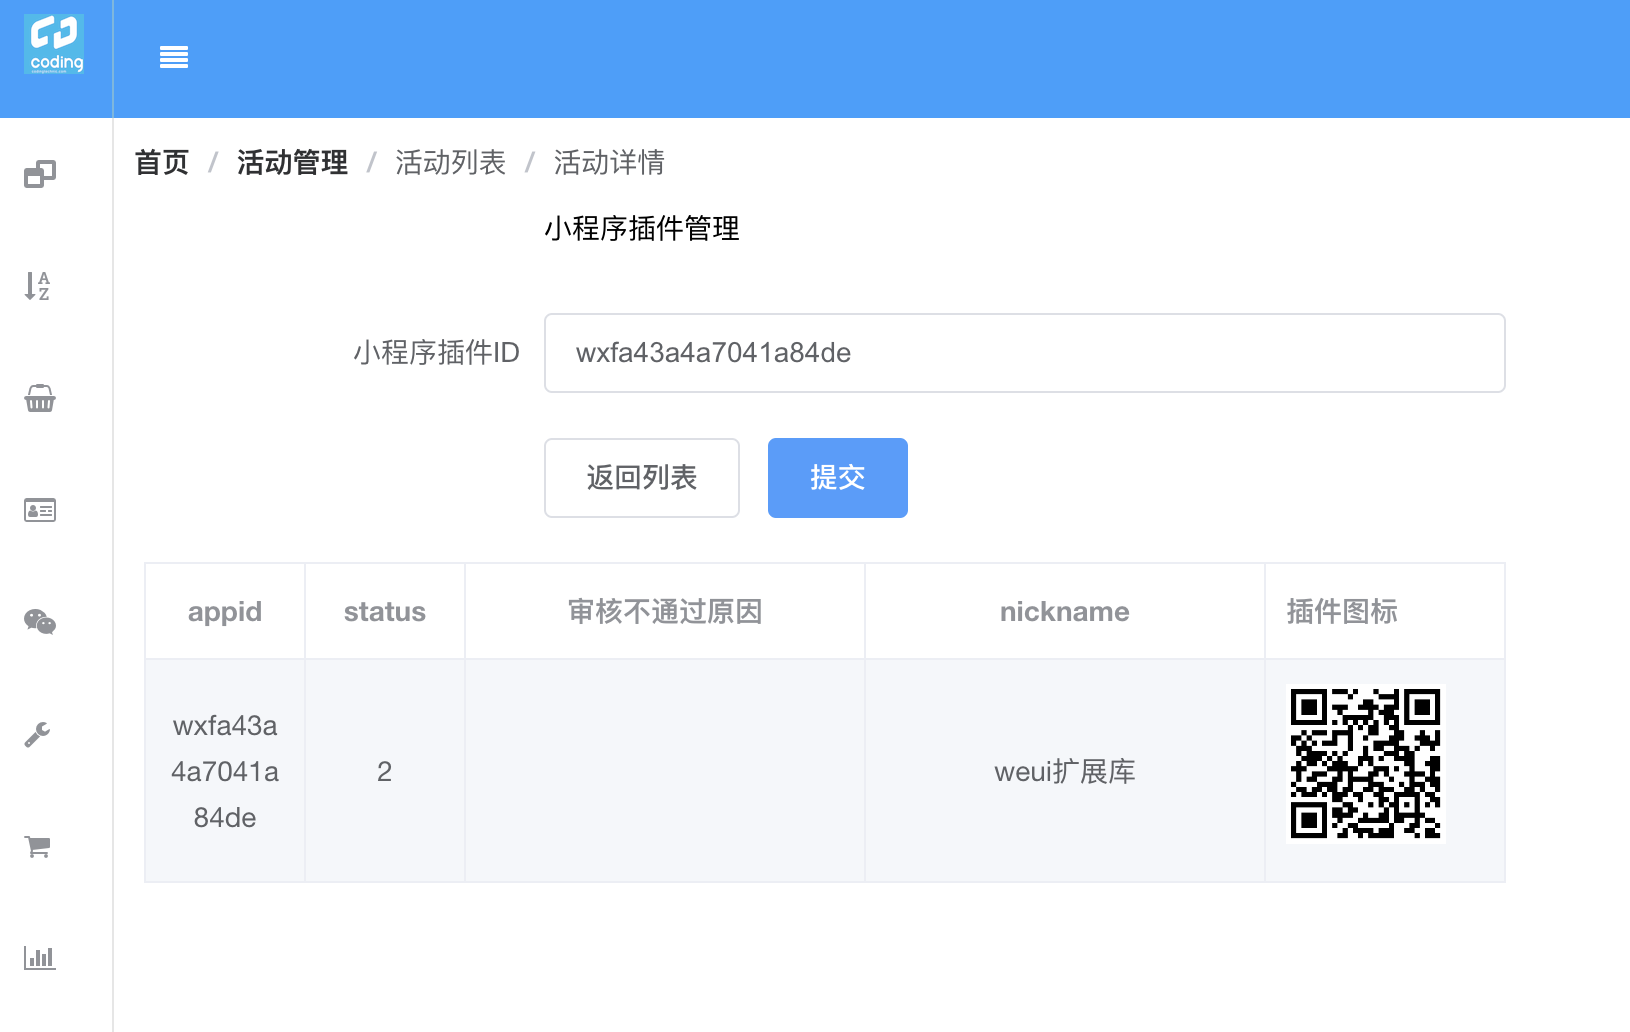 coding
首页 / 活动管理 / 活动列表 / 活动详情
小程序插件管理
小程序插件ID
wxfa43a4a7041a84de
返回列表
提交
appid
status
审核不通过原因
nickname
插件图标
wxfa43a
4a7041a
84de
2
weui扩展库